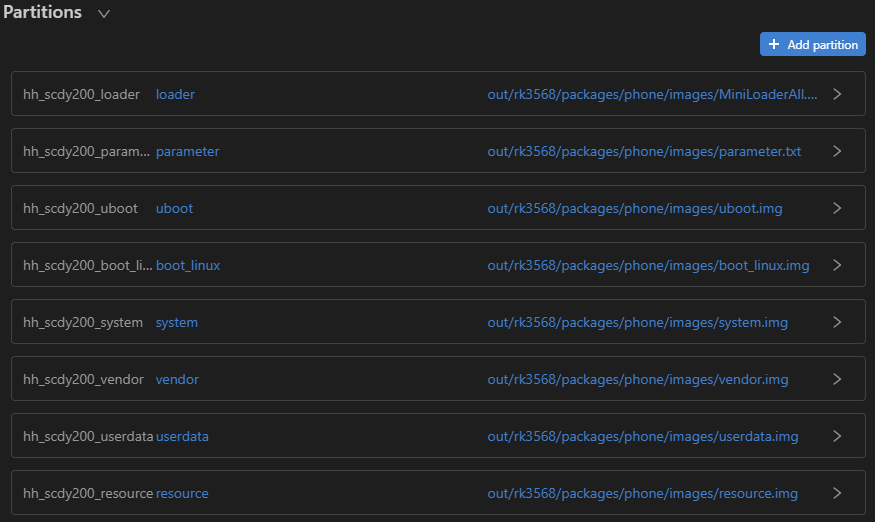 Partitions
+ Add partition
hh_scdy200_loader loader out/rk3568/packages/phone/images/MiniLoaderAll....
hh_scdy200_param... parameter out/rk3568/packages/phone/images/parameter.txt
hh_scdy200_uboot uboot out/rk3568/packages/phone/images/uboot.img
hh_scdy200_boot_li... boot_linux out/rk3568/packages/phone/images/boot_linux.img
hh_scdy200_system system out/rk3568/packages/phone/images/system.img
hh_scdy200_vendor vendor out/rk3568/packages/phone/images/vendor.img
hh_scdy200_userdata userdata out/rk3568/packages/phone/images/userdata.img
hh_scdy200_resource resource out/rk3568/packages/phone/images/resource.img